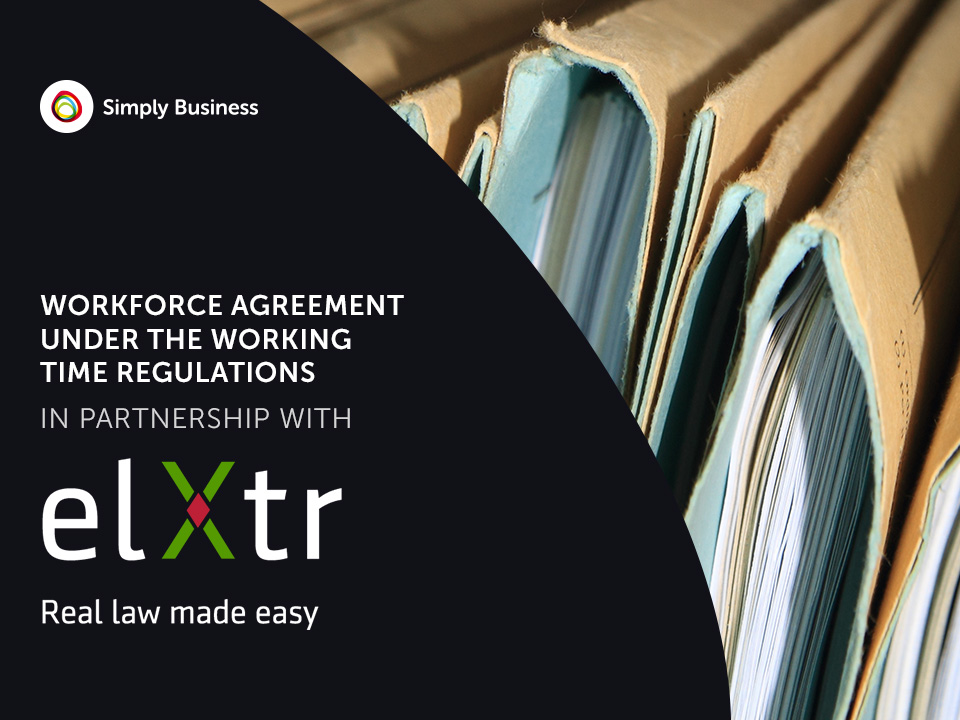 Simply Business
WORKFORCE AGREEMENT
UNDER THE WORKING
TIME REGULATIONS
IN PARTNERSHIP WITH
elXtr
Real law made easy